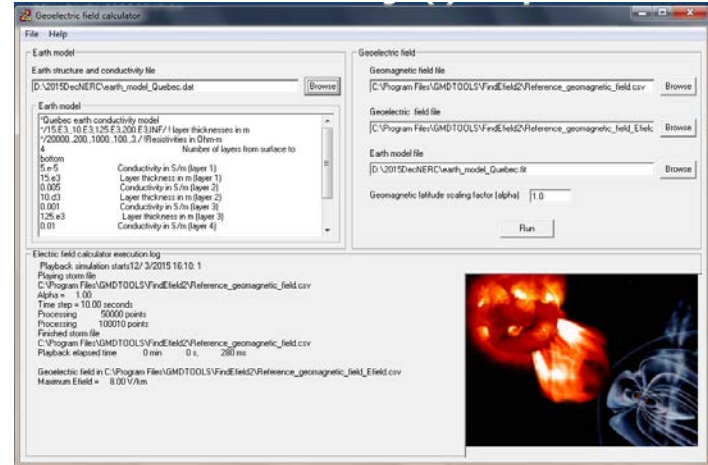 Geoelectric field calculator
File Help
Earth model
Earth structure and conductivity file
D:\2015DecNERC\earth_model_Quebec.dat
Browse
Earth model
*Quebec earth conductivity model
*/15.E3,.10.E3,125.E3,200.E3,INF/ ! layer thicknesses in m
*/20000,.200,.1000,.100,.3./ !Resistivities in Ohm-m
4 Number of layers from surface to
bottom
5.e-5 Conductivity in S/m (layer 1)
15.e3 Layer thickness in m (layer 1)
0.005 Conductivity in S/m (layer 2)
10.d3 Layer thickness in m (layer 2)
0.001 Conductivity in S/m (layer 3)
125.e3 Layer thickness in m (layer 3)
0.01 Conductivity in S/m (layer 4)
Geoelectric field
Geomagnetic field file
C:\Program Files\GMDTOOLS\FindEfield2\Reference_geomagnetic_field.csv
Browse
Geoelectric field file
C:\Program Files\GMDTOOLS\FindEfield2\Reference_geomagnetic_field_Efielc
Browse
Earth model file
D:\2015DecNERC\earth_model_Quebec.fit
Browse
Geomagnetic latitude scaling factor (alpha) 1.0
Run
Electric field calculator execution log
Playback simulation starts12/ 3/2015 16:10: 1
Playing storm file
C:\Program Files\GMDTOOLS\FindEfield2\Reference_geomagnetic_field.csv
Alpha = 1.00
Time step = 10.00 seconds
Processing 50000 points
Processing 100010 points
Finished storm file
C:\Program Files\GMDTOOLS\FindEfield2\Reference_geomagnetic_field.csv
Playback elapsed time 0 min 0 s, 280 ms
Geoelectric field in C:\Program Files\GMDTOOLS\FindEfield2\Reference_geomagnetic_field_Efield.csv
Maximum Efield = 8.00 V/km